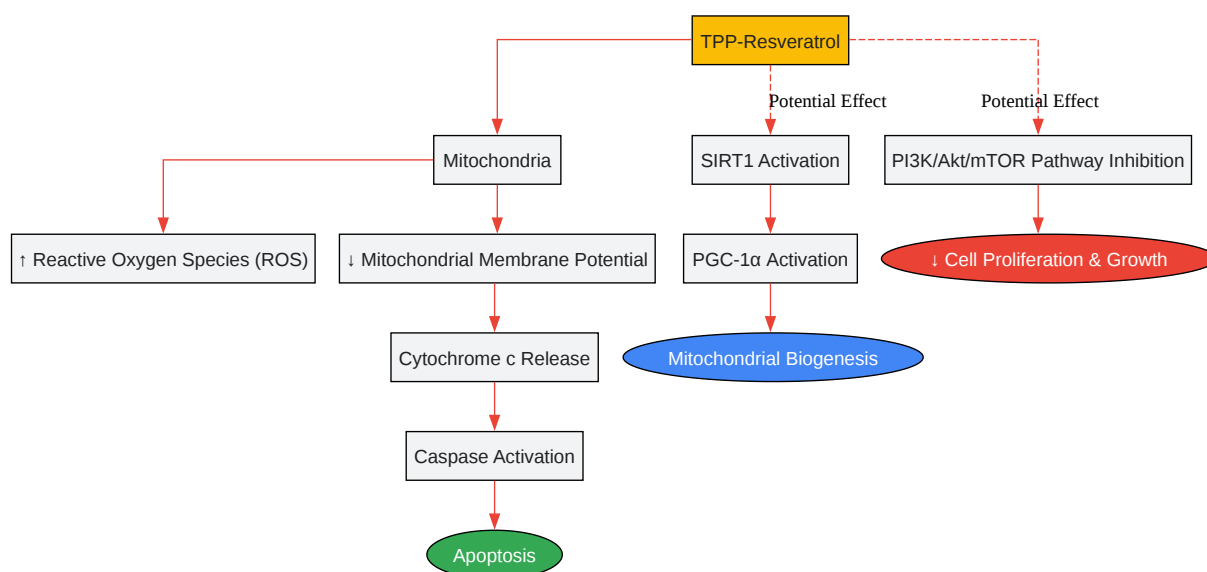 TPP-Resveratrol
Potential Effect
Potential Effect
Mitochondria
SIRT1 Activation
PI3K/Akt/mTOR Pathway Inhibition
↑ Reactive Oxygen Species (ROS)
↓ Mitochondrial Membrane Potential
PGC-1α Activation
↓ Cell Proliferation & Growth
Cytochrome c Release
Mitochondrial Biogenesis
Caspase Activation
Apoptosis